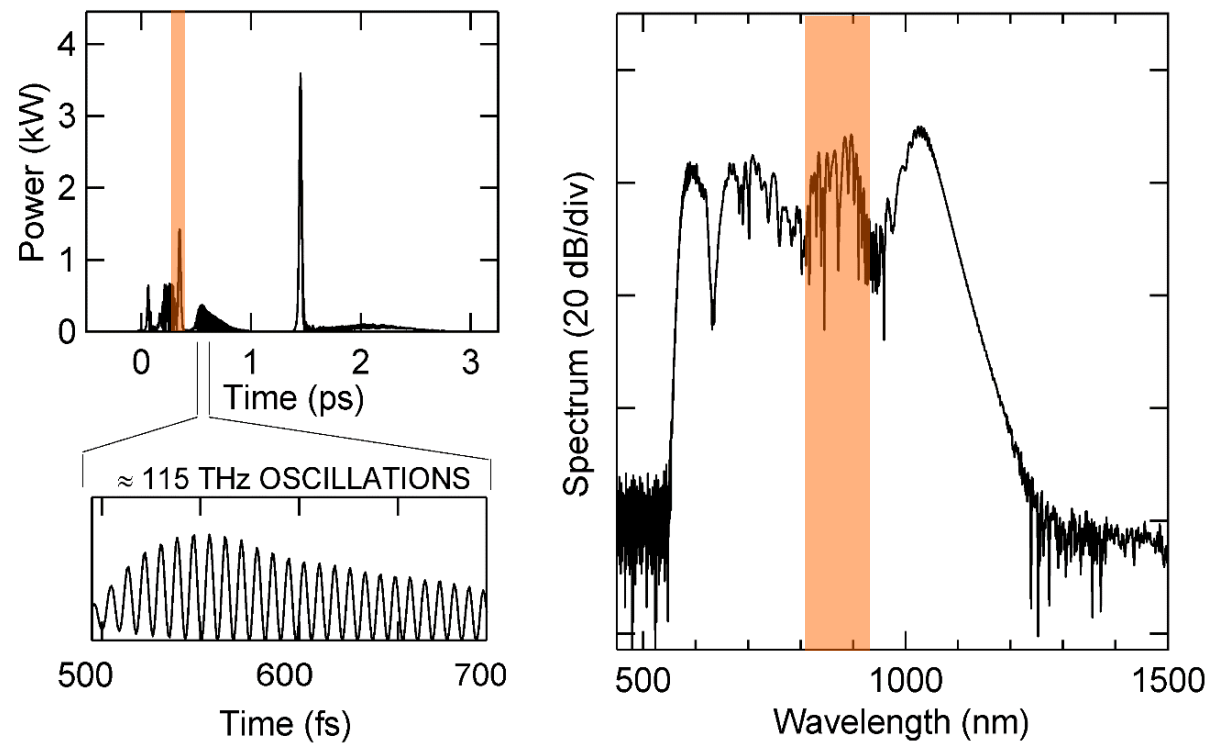 4
3
2
1
0
Power (kW)
0 1 2 3
Time (ps)
≈ 115 THz OSCILLATIONS
500 600 700
Time (fs)
Spectrum (20 dB/div)
500 1000 1500
Wavelength (nm)